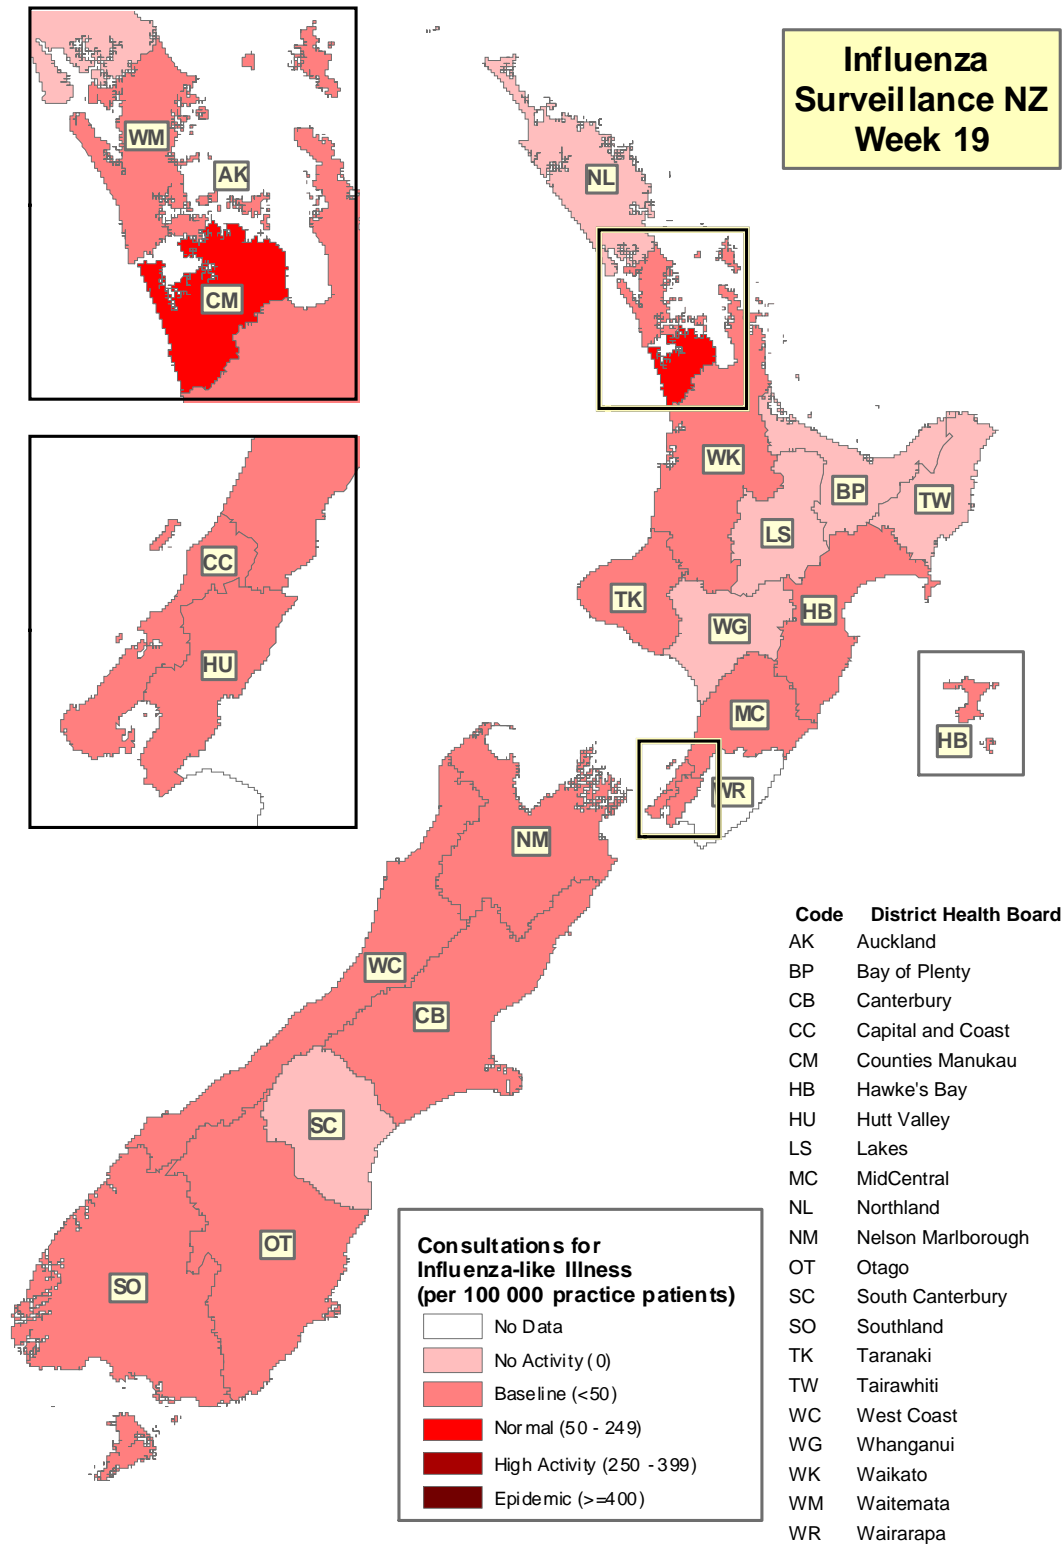 Influenza
Surveillance NZ
Week 19
WM
AK
CM
NL
CC
HU
WK
BP
TW
LS
TK
HB
WG
MC
HB
WR
NM
WC
CB
SC
OT
SO
Consultations for
Influenza-like Illness
(per 100 000 practice patients)
No Data
No Activity (0)
Baseline (<50)
Normal (50 - 249)
High Activity (250 - 399)
Epidemic (>=400)
Code District Health Board
AK Auckland
BP Bay of Plenty
CB Canterbury
CC Capital and Coast
CM Counties Manukau
HB Hawke's Bay
HU Hutt Valley
LS Lakes
MC MidCentral
NL Northland
NM Nelson Marlborough
OT Otago
SC South Canterbury
SO Southland
TK Taranaki
TW Tairawhiti
WC West Coast
WG Whanganui
WK Waikato
WM Waitemata
WR Wairarapa